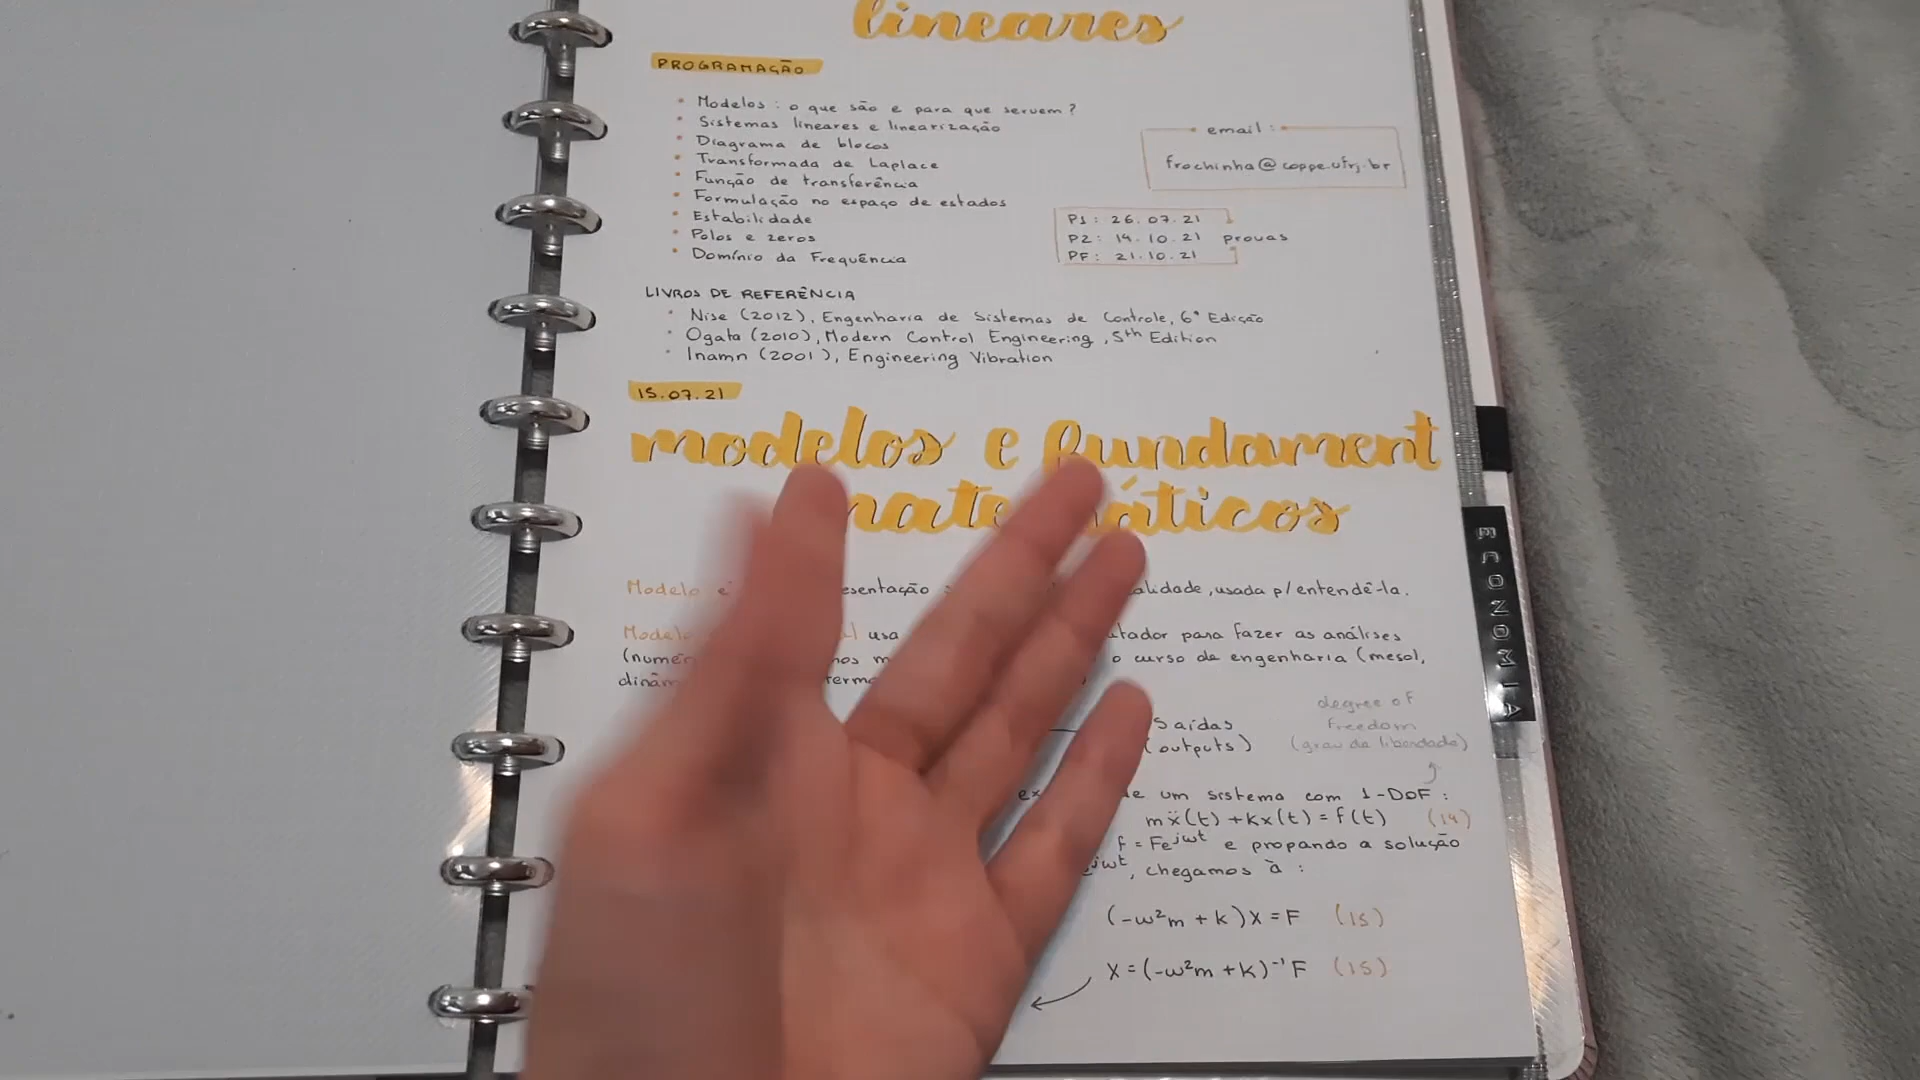 lineares
PROGRAMAÇÃO
• Modelos : o que são e para que servem ?
• Sistemas lineares e linearização
• Diagrama de blocos
• Transformada de Laplace
• Função de transferência
• Formulação no espaço de estados
• Estabilidade
• Polos e zeros
• Domínio da Frequência
email :
frochinha@coppe.ufrj.br
P1 : 26.07.21
P2 : 14.10.21 provas
PF : 21.10.21
LIVROS DE REFERÊNCIA
• Nise (2012), Engenharia de Sistemas de Controle, 6ª Edição
• Ogata (2010), Modern Control Engineering, 5th Edition
• Inamn (2001), Engineering Vibration
15.07.21
modelos e fundament
máticos
Modelo é alidade, usada p/ entendê-la.
Modelo usa para fazer as análises
o curso de engenharia (mesol,
Saídas
(outputs)
degree of
freedom
(grau de liberdade)
de um sistema com 1-DoF :
mẍ(t) + kx(t) = f(t) (14)
f = Fe^jωt e propando a solução
jωt, chegamos à :
(-ω²m + k)X = F (15)
X = (-ω²m + k)⁻¹F (15)
ECONOMIA